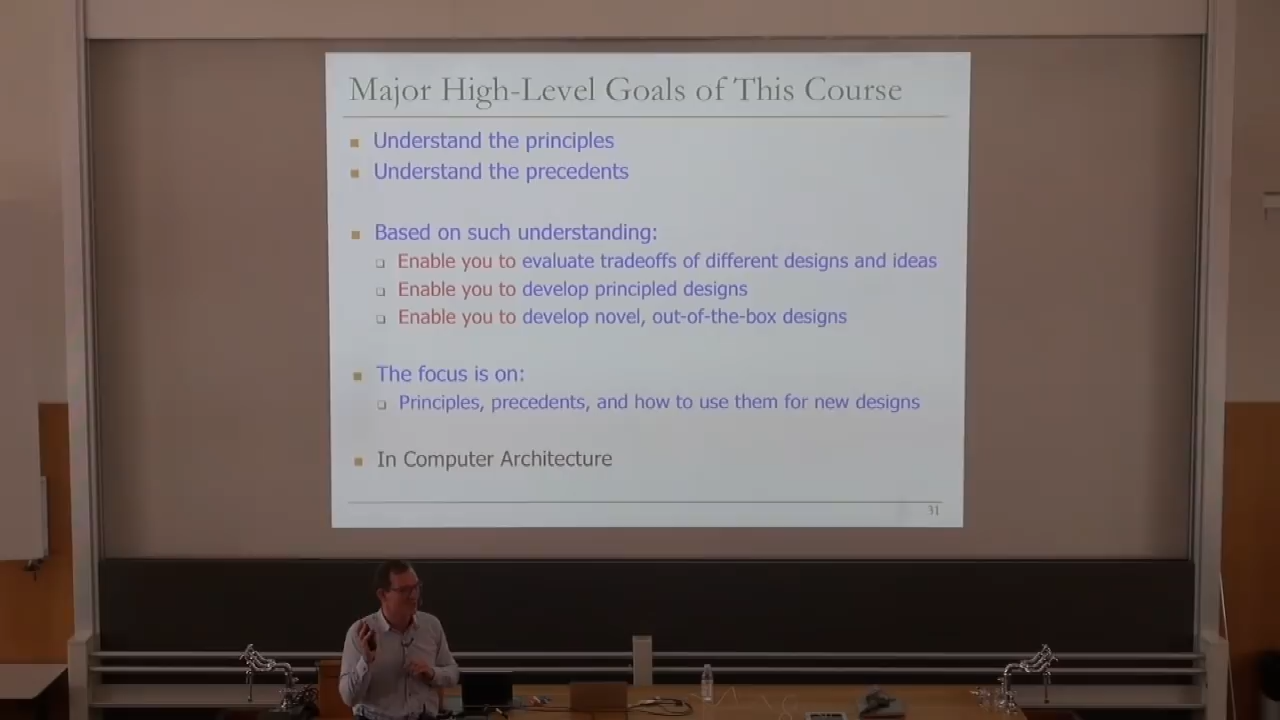 Major High-Level Goals of This Course
Understand the principles
Understand the precedents
Based on such understanding:
Enable you to evaluate tradeoffs of different designs and ideas
Enable you to develop principled designs
Enable you to develop novel, out-of-the-box designs
The focus is on:
Principles, precedents, and how to use them for new designs
In Computer Architecture
31